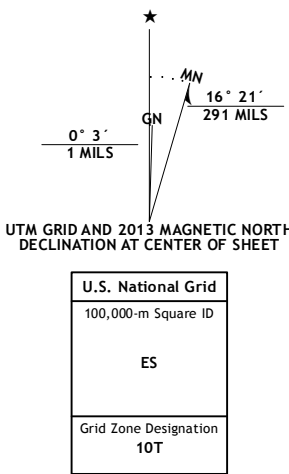 MN
GN
16° 21´
291 MILS
0° 3´
1 MILS
UTM GRID AND 2013 MAGNETIC NORTH
DECLINATION AT CENTER OF SHEET
U.S. National Grid
100,000-m Square ID
ES
Grid Zone Designation
10T